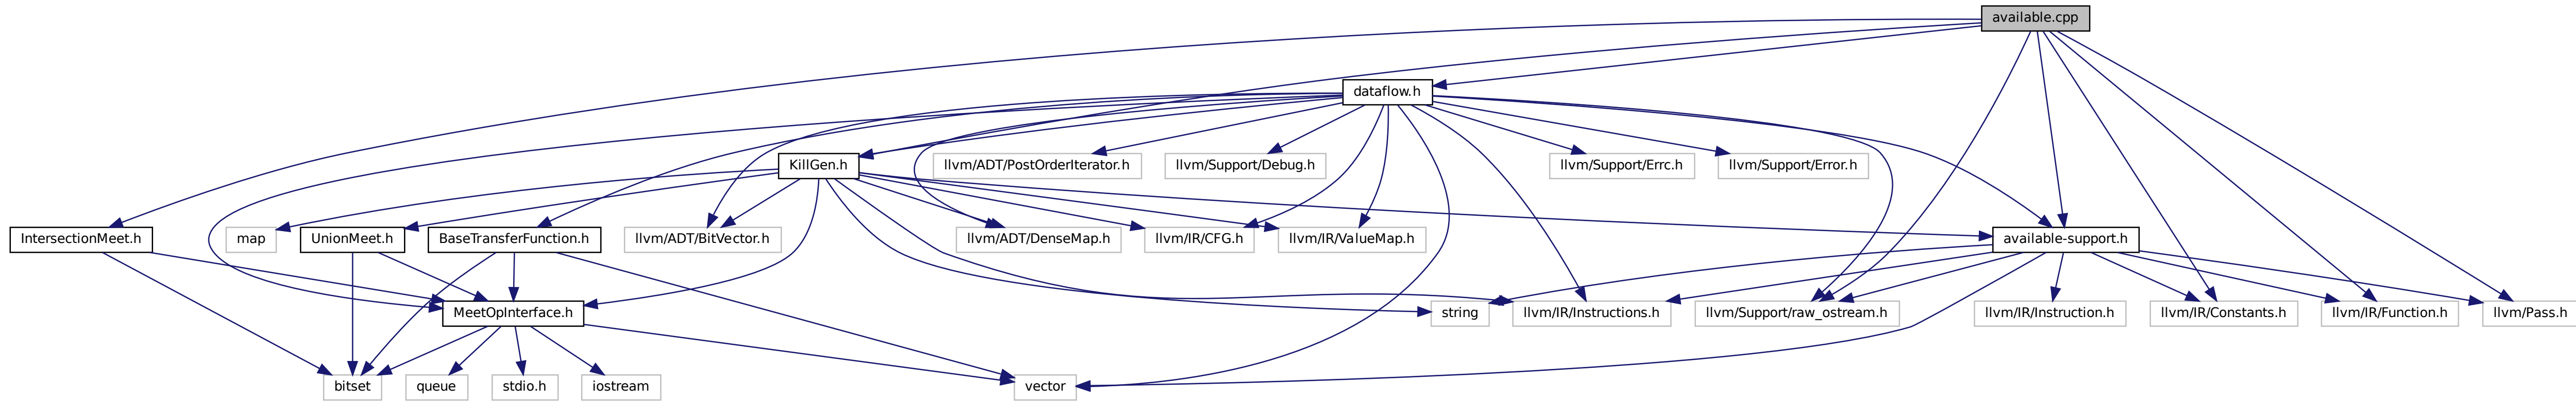 available.cpp
dataflow.h
KillGen.h
llvm/ADT/PostOrderIterator.h
llvm/Support/Debug.h
llvm/Support/Errc.h
llvm/Support/Error.h
IntersectionMeet.h
map
UnionMeet.h
BaseTransferFunction.h
llvm/ADT/BitVector.h
llvm/ADT/DenseMap.h
llvm/IR/CFG.h
llvm/IR/ValueMap.h
available-support.h
MeetOpInterface.h
string
llvm/IR/Instructions.h
llvm/Support/raw_ostream.h
llvm/IR/Instruction.h
llvm/IR/Constants.h
llvm/IR/Function.h
llvm/Pass.h
bitset
queue
stdio.h
iostream
vector